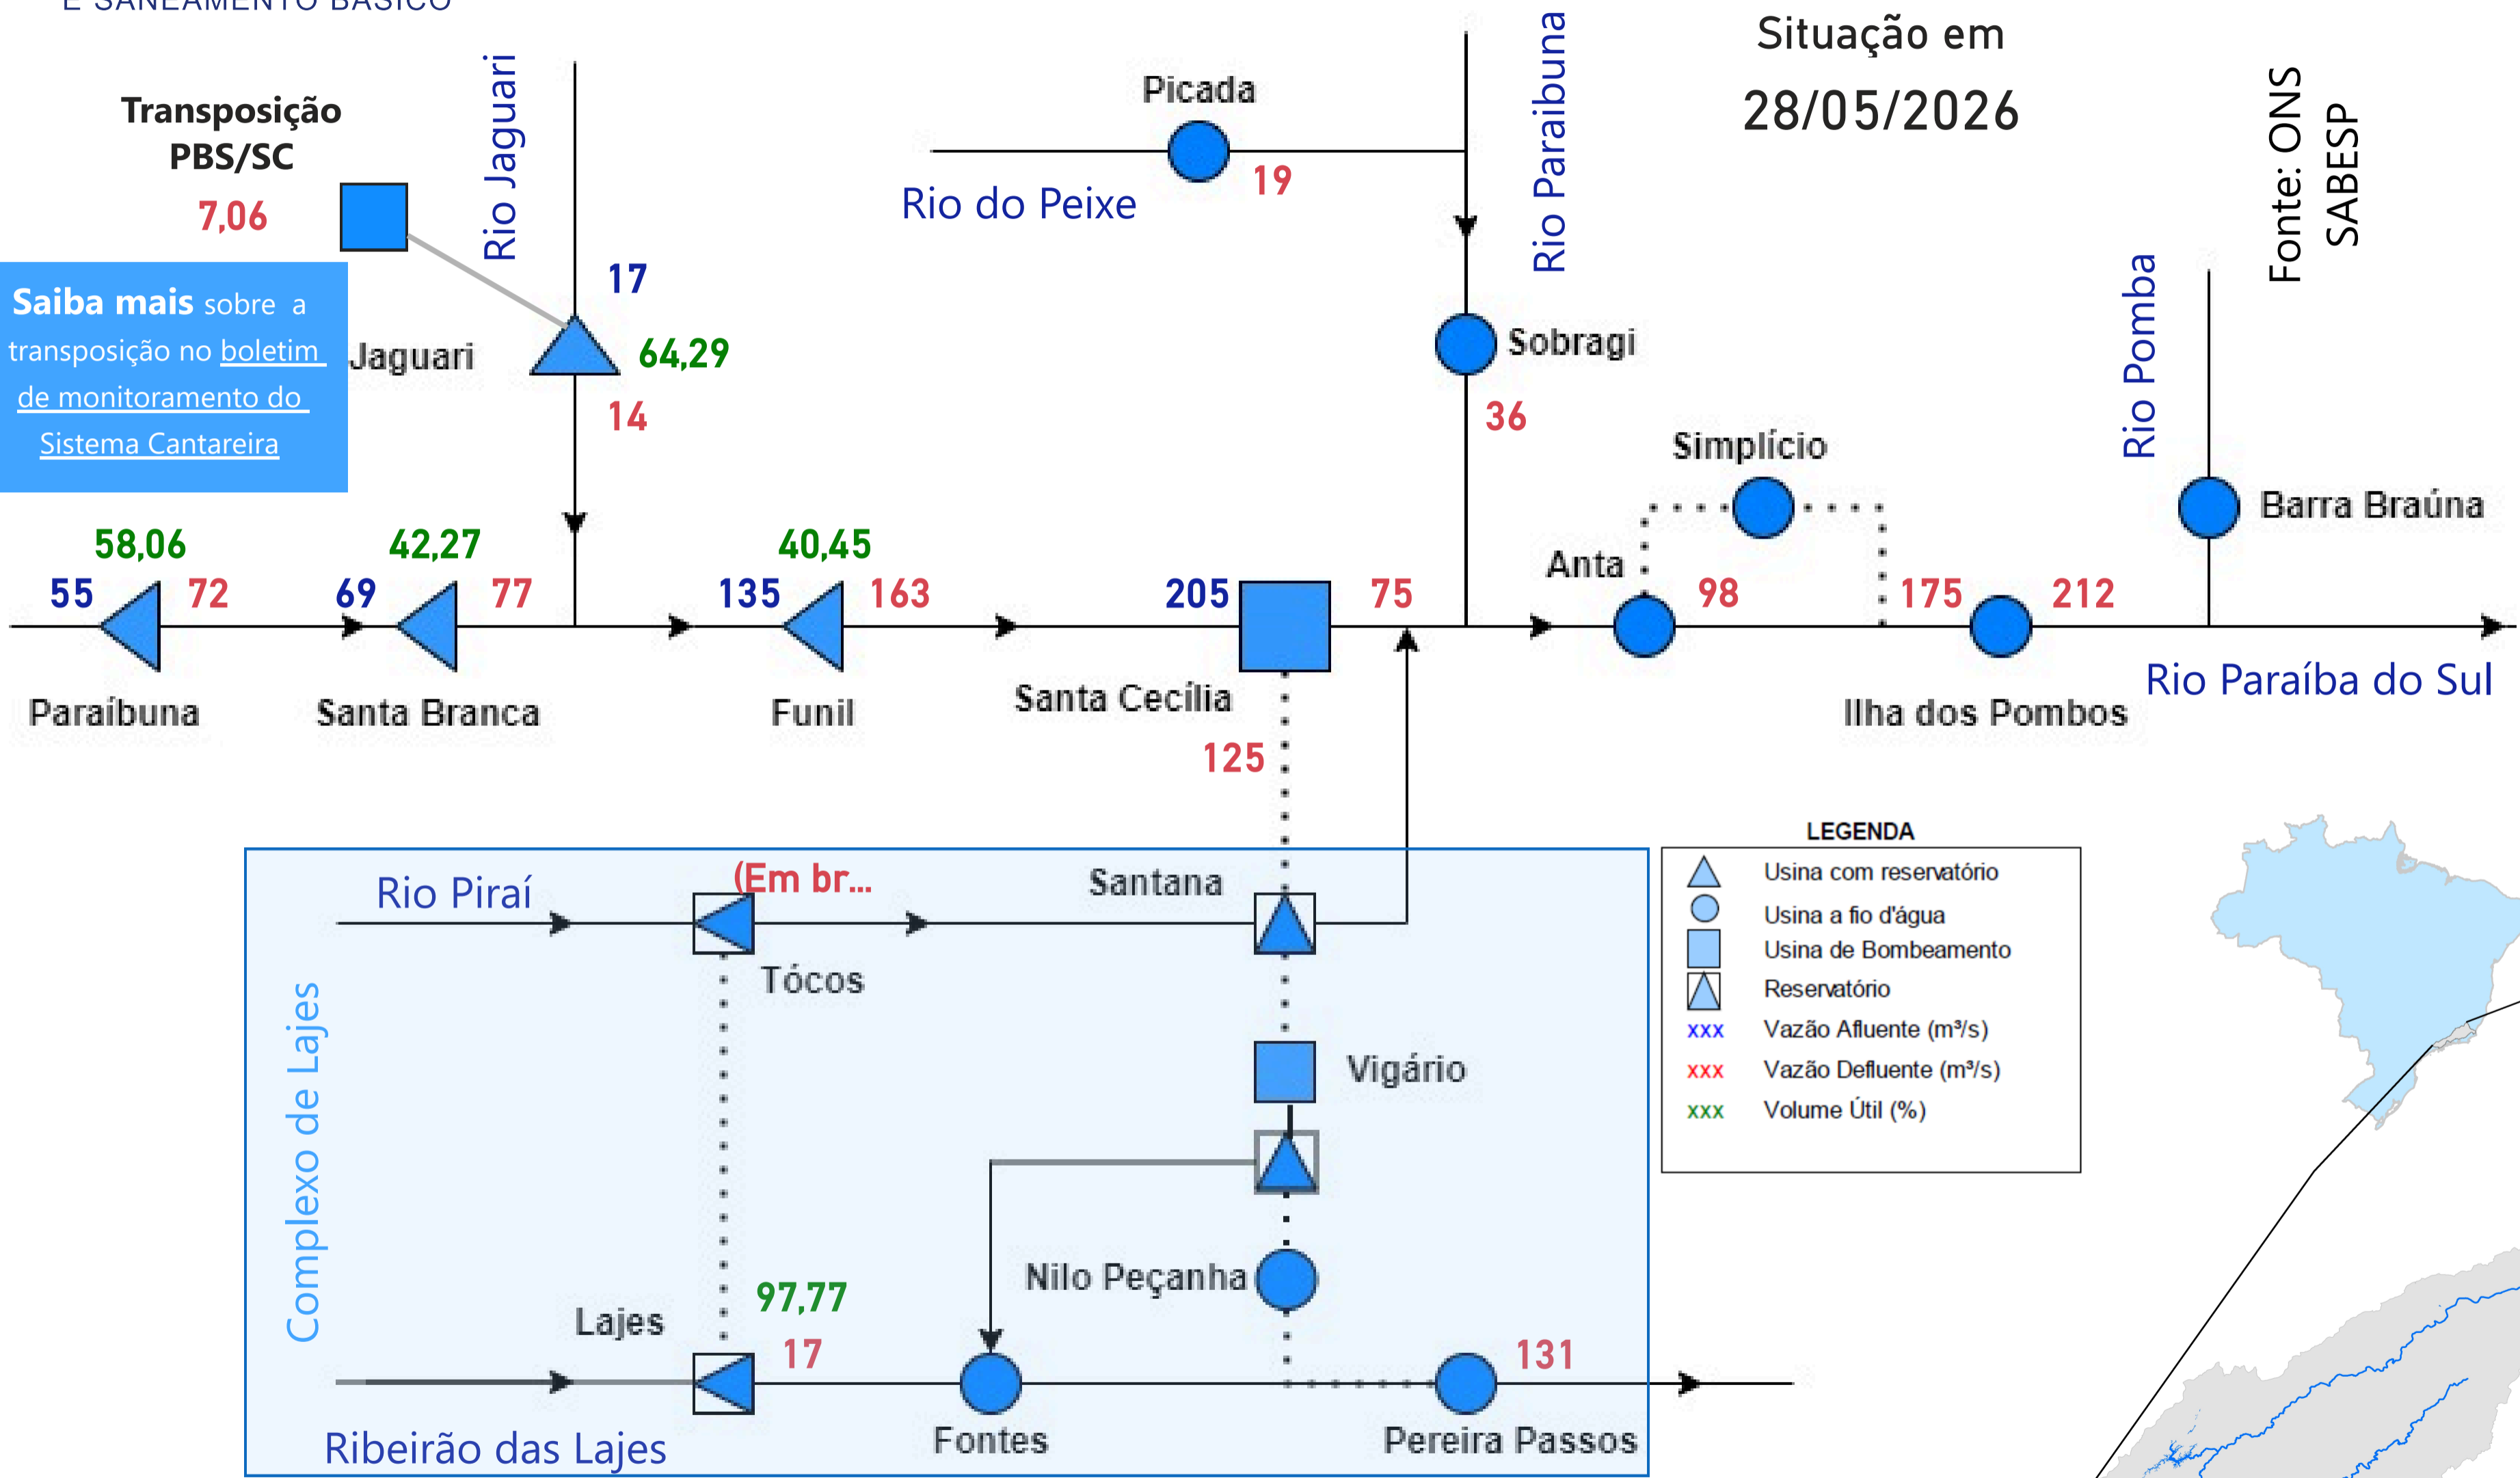 E SANEAMENTO BÁSICO
Situação em
28/05/2026
Fonte: ONS
SABESP
Transposição
PBS/SC
7,06
Rio Jaguari
Picada
19
Rio do Peixe
Rio Paraibuna
Saiba mais sobre a
transposição no boletim
de monitoramento do
Sistema Cantareira
17
Jaguari
64,29
14
Sobragi
36
Rio Pomba
Simplício
Barra Braúna
Anta
58,06
42,27
40,45
55
72
69
77
135
163
205
75
98
175
212
Paraíbuna
Santa Branca
Funil
Santa Cecília
Ilha dos Pombos
Rio Paraíba do Sul
125
Complexo de Lajes
Rio Piraí
(Em br...
Santana
Tócos
Vigário
Nilo Peçanha
97,77
Lajes
17
131
Ribeirão das Lajes
Fontes
Pereira Passos
LEGENDA
Usina com reservatório
Usina a fio d'água
Usina de Bombeamento
Reservatório
xxx Vazão Afluente (m³/s)
xxx Vazão Defluente (m³/s)
xxx Volume Útil (%)